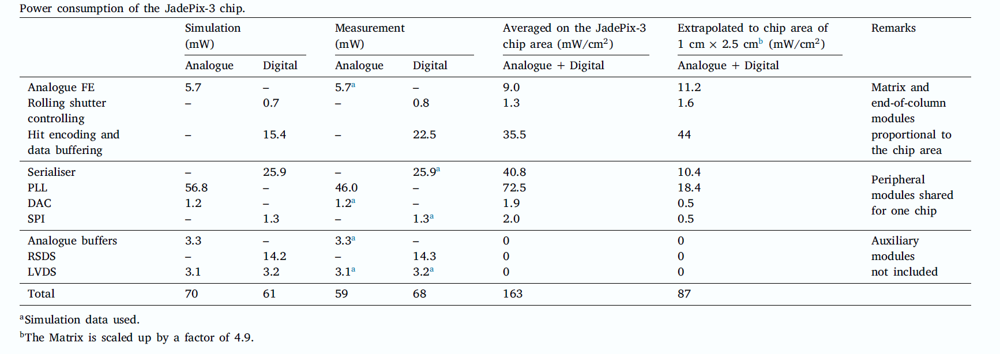 Power consumption of the JadePix-3 chip.
Simulation (mW) Measurement (mW) Averaged on the JadePix-3 chip area (mW/cm²) Extrapolated to chip area of 1 cm × 2.5 cmᵇ (mW/cm²) Remarks
Analogue Digital Analogue Digital Analogue + Digital Analogue + Digital
Analogue FE 5.7 – 5.7ᵃ – 9.0 11.2 Matrix and
Rolling shutter – 0.7 – 0.8 1.3 1.6 end-of-column
controlling modules
Hit encoding and – 15.4 – 22.5 35.5 44 proportional to
data buffering the chip area
Serialiser – 25.9 – 25.9ᵃ 40.8 10.4 Peripheral
PLL 56.8 – 46.0 – 72.5 18.4 modules shared
DAC 1.2 – 1.2ᵃ – 1.9 0.5 for one chip
SPI – 1.3 – 1.3ᵃ 2.0 0.5
Analogue buffers 3.3 – 3.3ᵃ – 0 0 Auxiliary
RSDS – 14.2 – 14.3 0 0 modules
LVDS 3.1 3.2 3.1ᵃ 3.2ᵃ 0 0 not included
Total 70 61 59 68 163 87
ᵃSimulation data used.
ᵇThe Matrix is scaled up by a factor of 4.9.